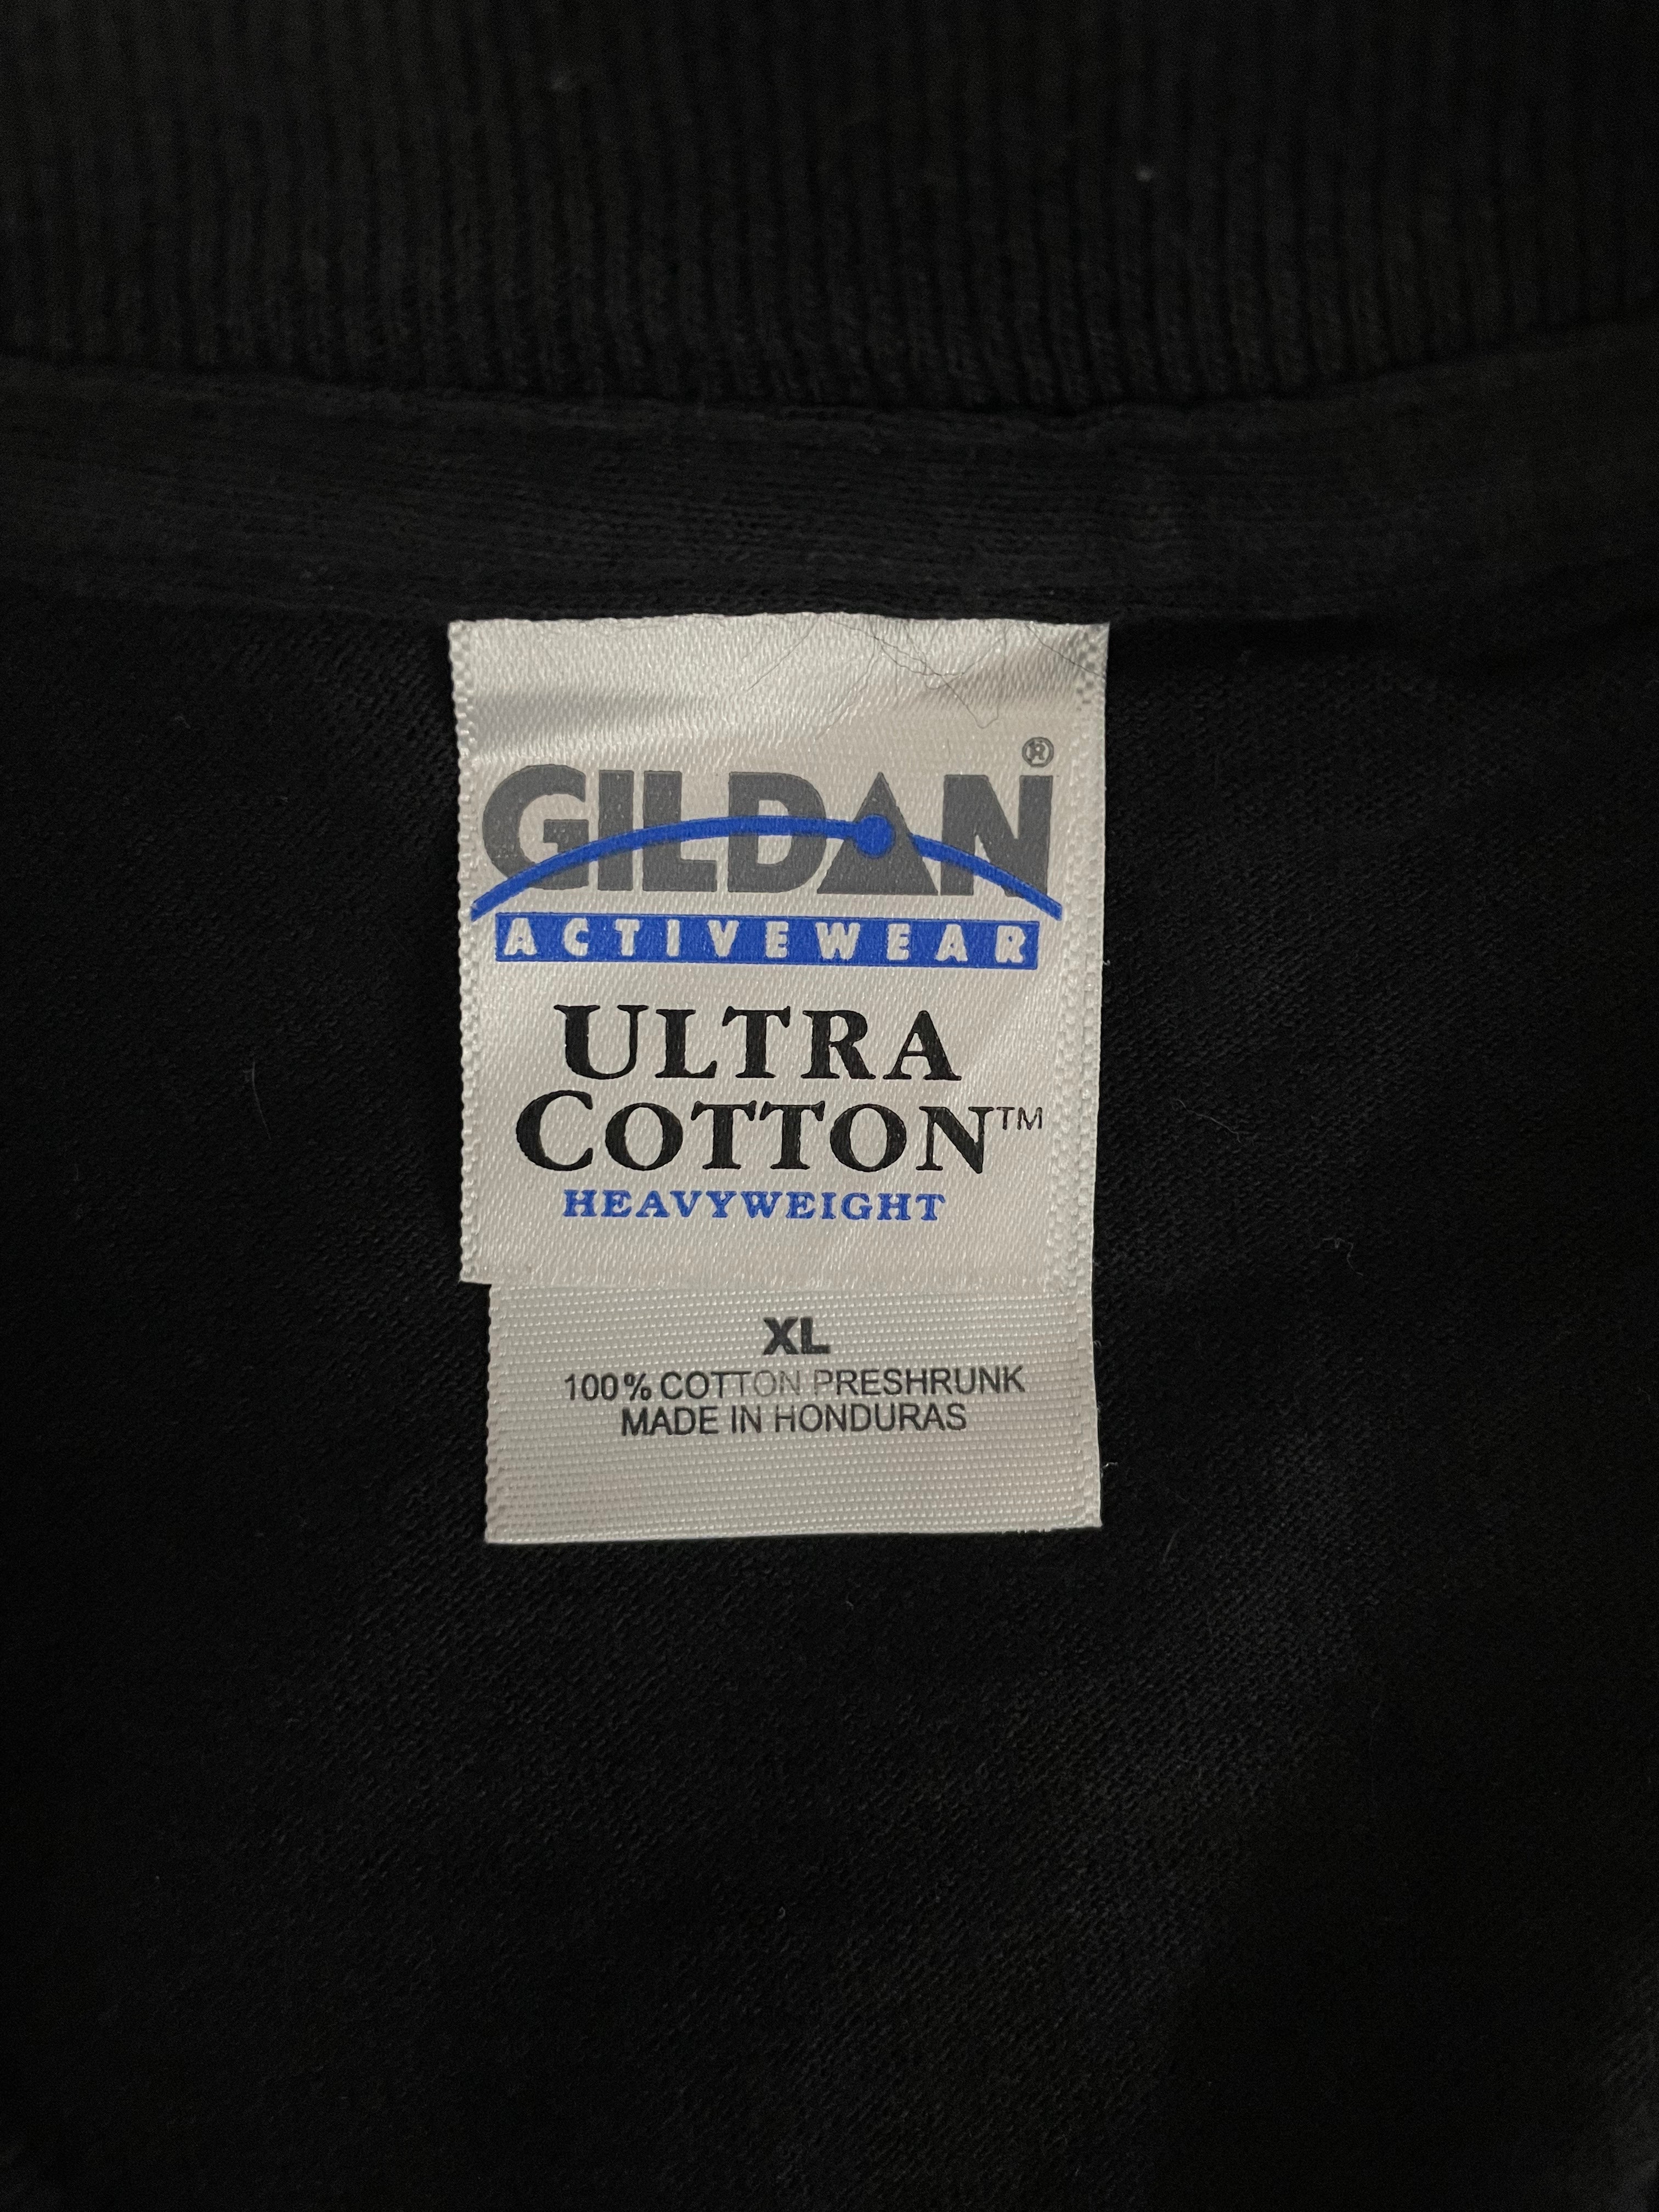 GILDAN®
ACTIVEWEAR
ULTRA
COTTON™
HEAVYWEIGHT
XL
100% COTTON PRESHRUNK
MADE IN HONDURAS